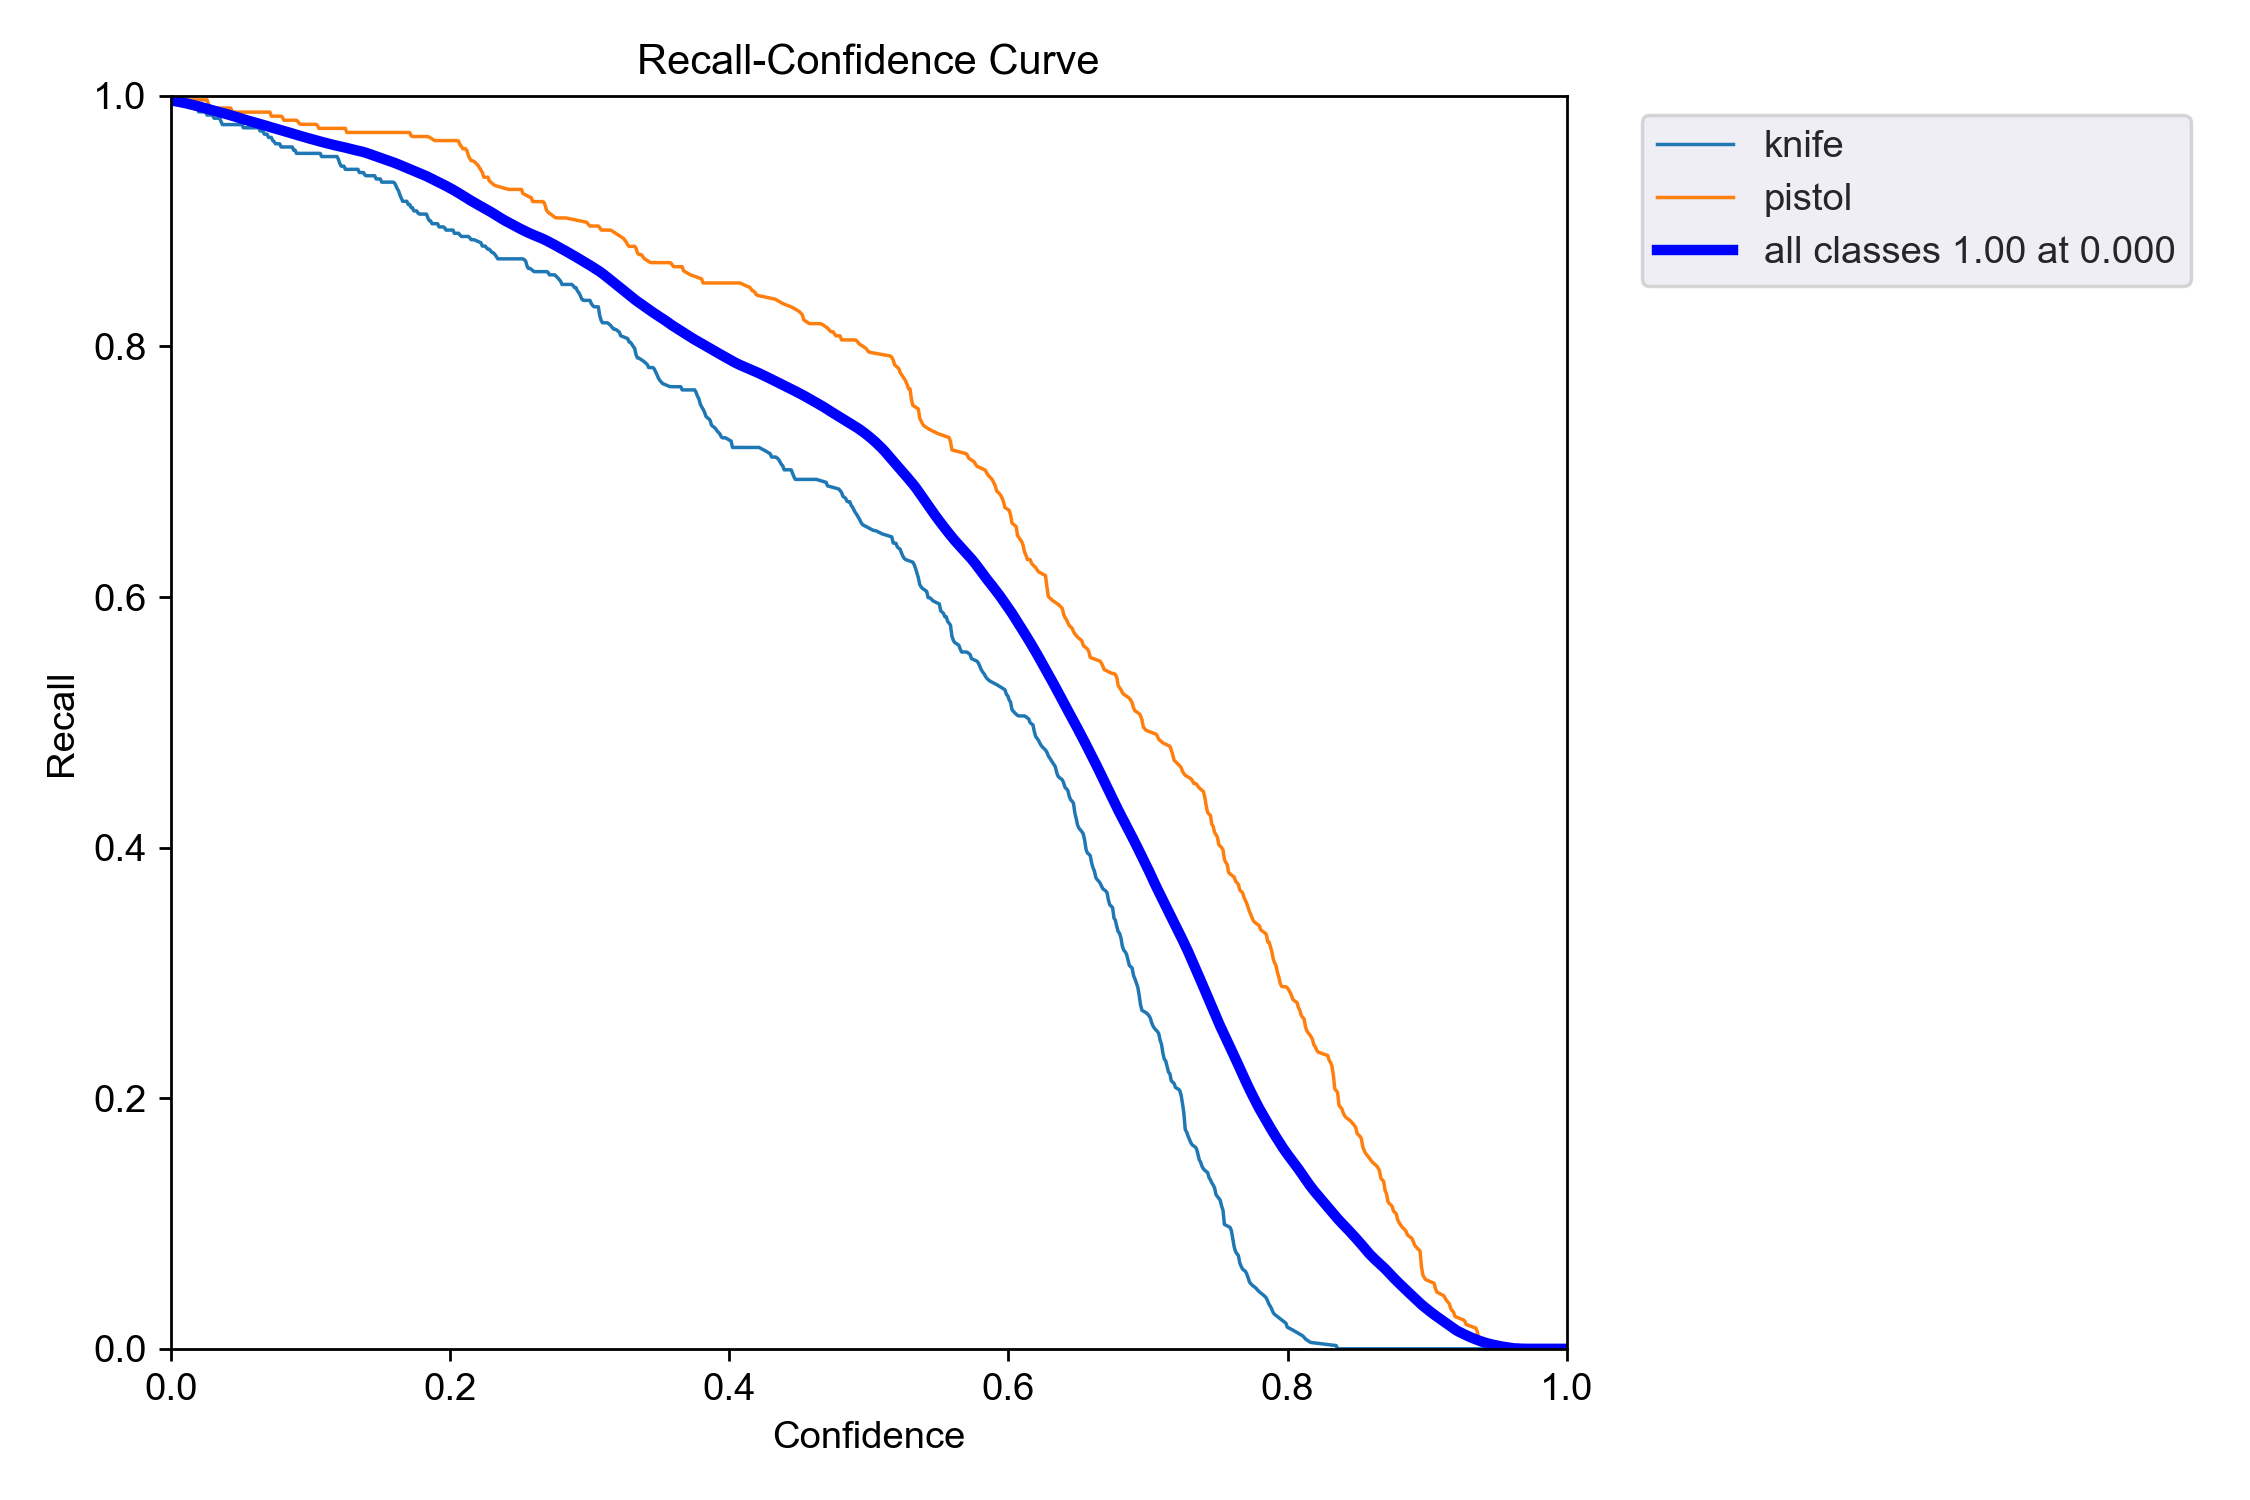 Recall-Confidence Curve
1.0
0.8
0.6
0.4
0.2
0.0
Recall
0.0 0.2 0.4 0.6 0.8 1.0
Confidence
knife
pistol
all classes 1.00 at 0.000